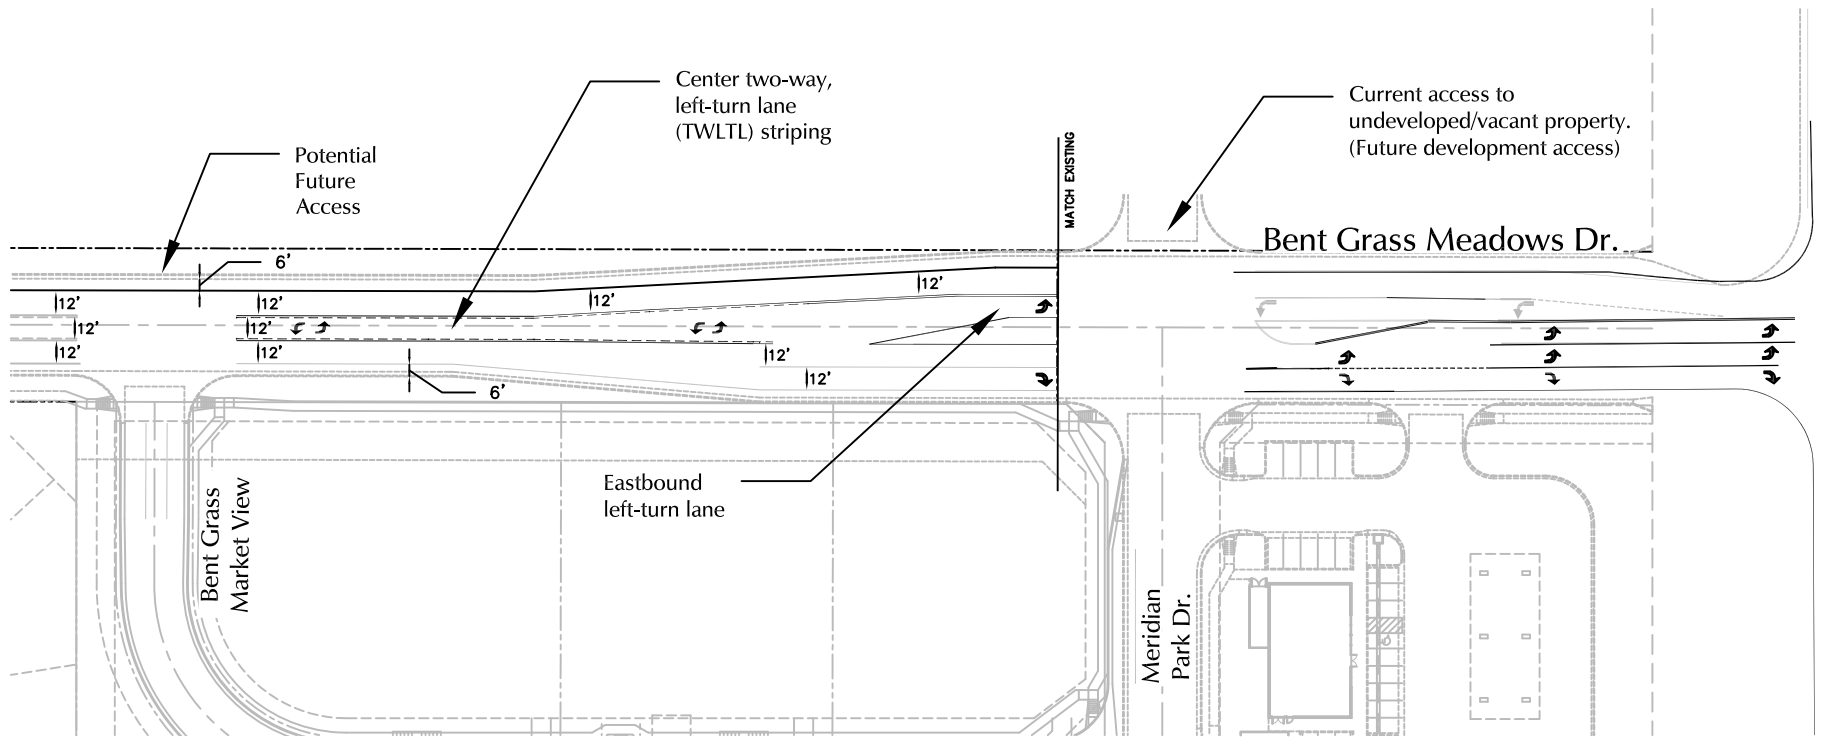 Center two-way,
left-turn lane
(TWLTL) striping
Current access to
undeveloped/vacant property.
(Future development access)
Potential
Future
Access
MATCH EXISTING
Bent Grass Meadows Dr.
6'
12'
12'
12'
12'
12'
12'
12'
12'
12'
12'
6'
Eastbound
left-turn lane
Bent Grass
Market View
Meridian
Park Dr.